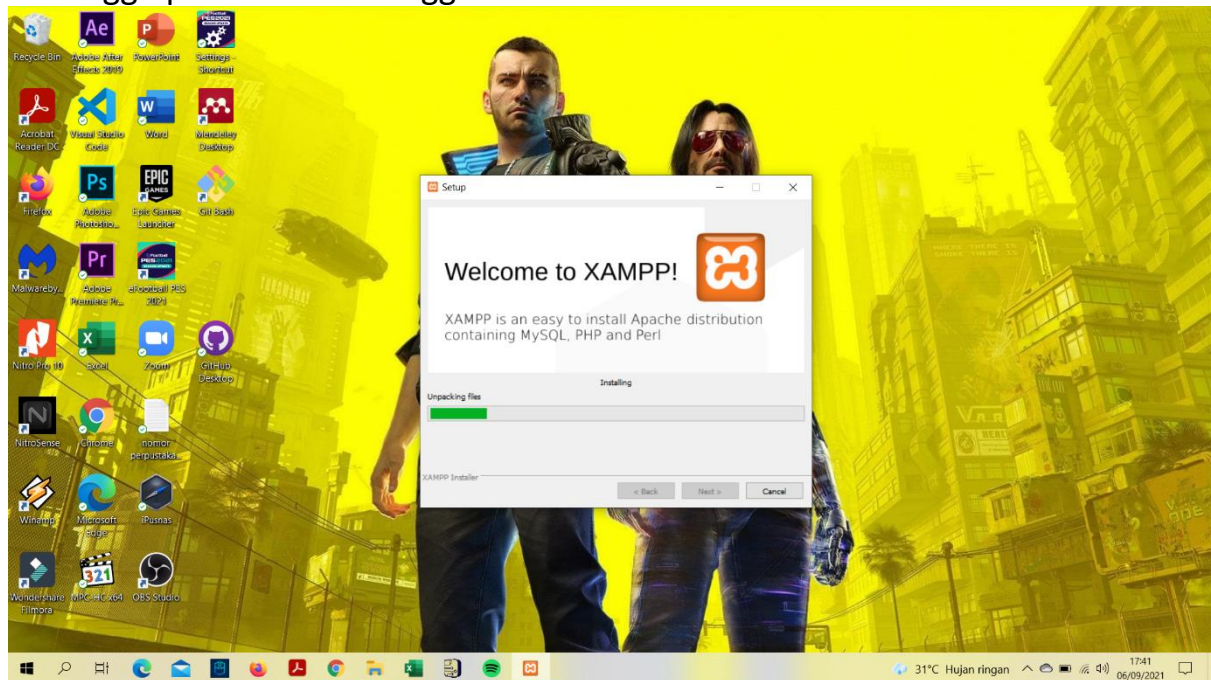 Recycle Bin
Adobe After
Effects 2019
PowerPoint
Settings -
Shortcut
Acrobat
Reader DC
Visual Studio
Code
Word
Mendeley
Desktop
Firefox
Adobe
Photosho...
Epic Games
Launcher
Git Bash
Malwareby...
Adobe
Premiere Pr...
eFootball PES
2021
Nitro Pro 10
Excel
Zoom
GitHub
Desktop
NitroSense
Chrome
nomor
perpustaka...
Winamp
Microsoft
Edge
iPusnas
Wondershare
Filmora
MPC-HC x64
OBS Studio
Setup
Welcome to XAMPP!
XAMPP is an easy to install Apache distribution
containing MySQL, PHP and Perl
Installing
Unpacking files
XAMPP Installer
< Back
Next >
Cancel
31°C Hujan ringan
17:41
06/09/2021